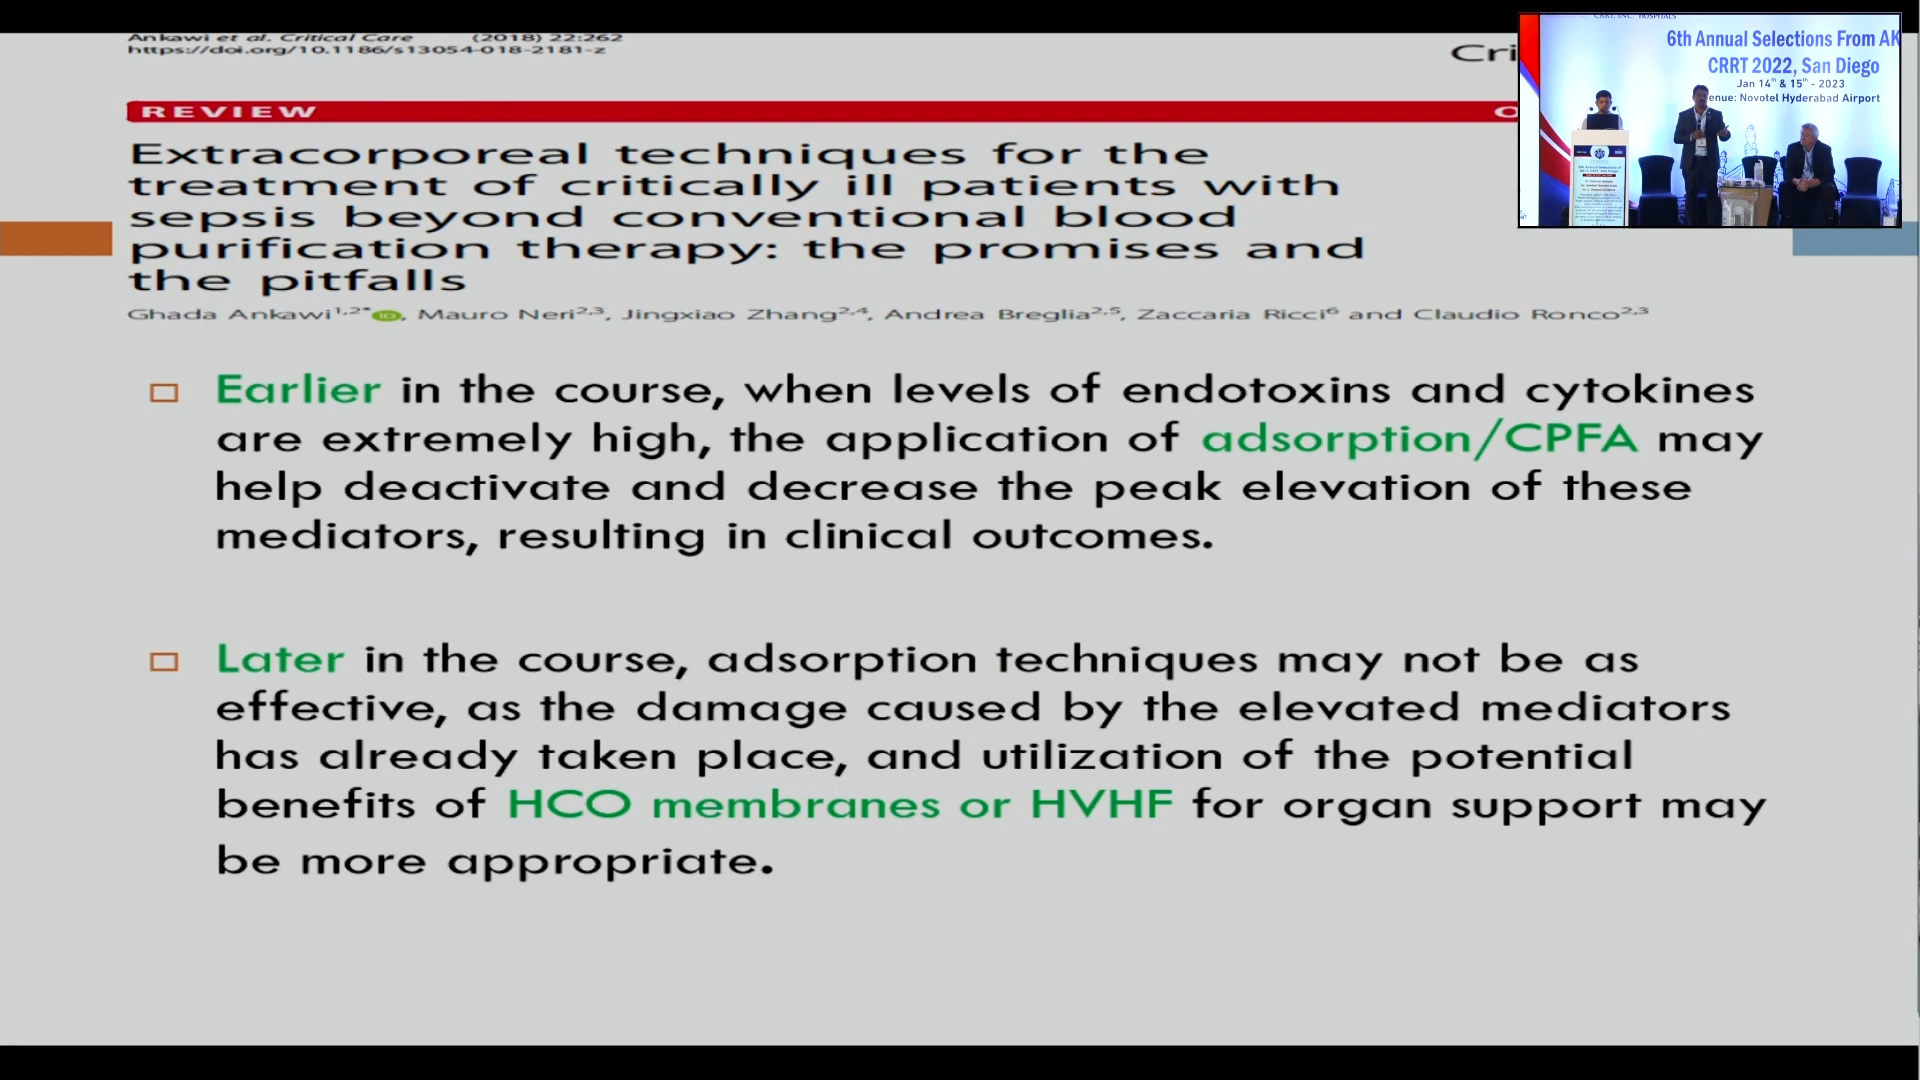 Ankawi et al. Critical Care (2018) 22:262
https://doi.org/10.1186/s13054-018-2181-z
Cri
REVIEW O
Extracorporeal techniques for the
treatment of critically ill patients with
sepsis beyond conventional blood
purification therapy: the promises and
the pitfalls
Ghada Ankawi1,2*iD, Mauro Neri2,3, Jingxiao Zhang2,4, Andrea Breglia2,5, Zaccaria Ricci6 and Claudio Ronco2,3
Earlier in the course, when levels of endotoxins and cytokines
are extremely high, the application of adsorption/CPFA may
help deactivate and decrease the peak elevation of these
mediators, resulting in clinical outcomes.
Later in the course, adsorption techniques may not be as
effective, as the damage caused by the elevated mediators
has already taken place, and utilization of the potential
benefits of HCO membranes or HVHF for organ support may
be more appropriate.
CRRT, INC. HOSPITALS
6th Annual Selections From AK
CRRT 2022, San Diego
Jan 14th & 15th - 2023
enue: Novotel Hyderabad Airport